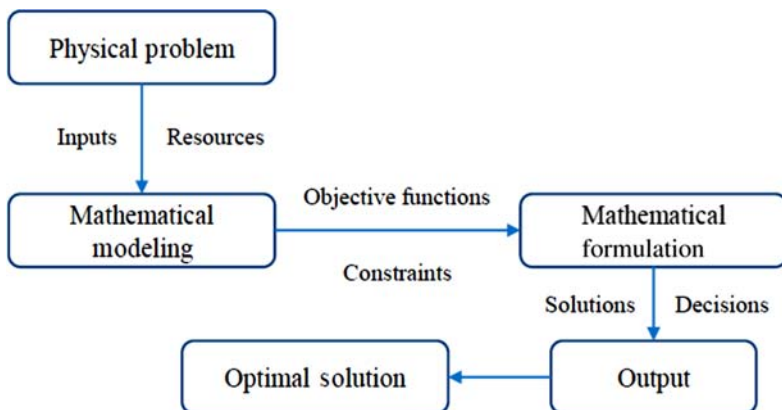 Physical problem
Inputs Resources
Objective functions
Mathematical
modeling
Mathematical
formulation
Constraints
Solutions Decisions
Optimal solution
Output